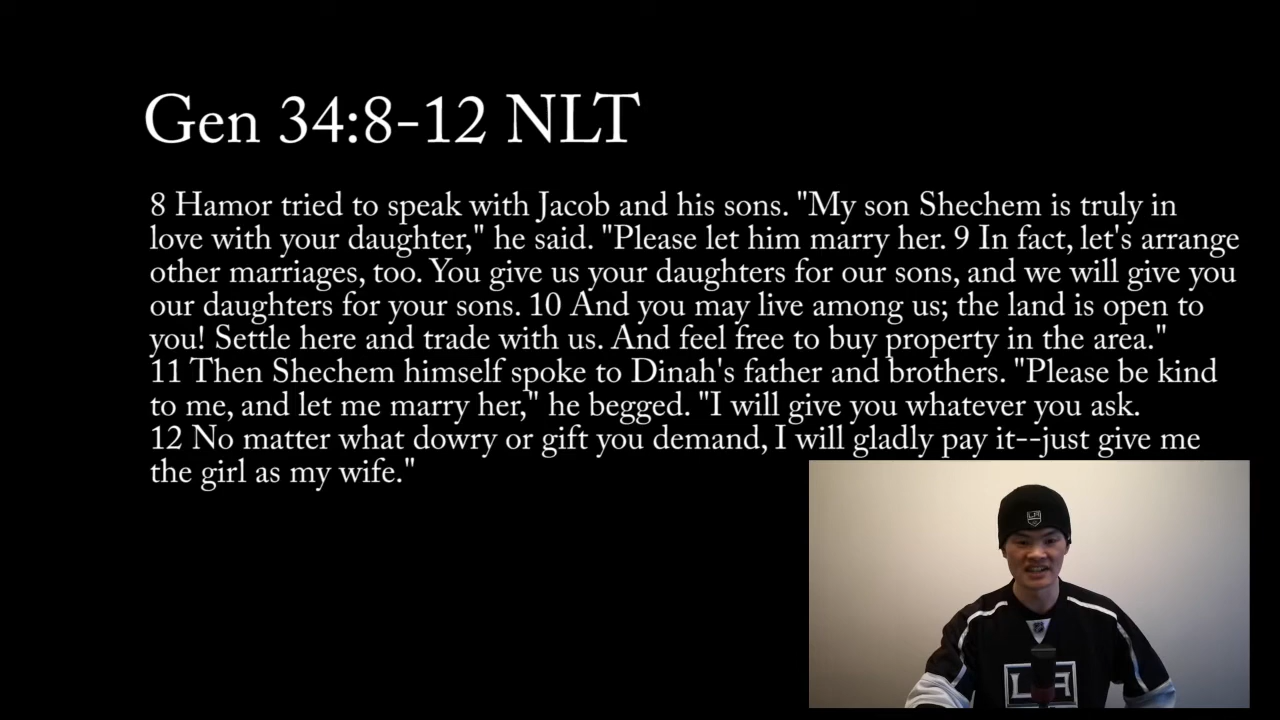 Gen 34:8-12 NLT
8 Hamor tried to speak with Jacob and his sons. "My son Shechem is truly in
love with your daughter," he said. "Please let him marry her. 9 In fact, let's arrange
other marriages, too. You give us your daughters for our sons, and we will give you
our daughters for your sons. 10 And you may live among us; the land is open to
you! Settle here and trade with us. And feel free to buy property in the area."
11 Then Shechem himself spoke to Dinah's father and brothers. "Please be kind
to me, and let me marry her," he begged. "I will give you whatever you ask.
12 No matter what dowry or gift you demand, I will gladly pay it--just give me
the girl as my wife."
LA
LA